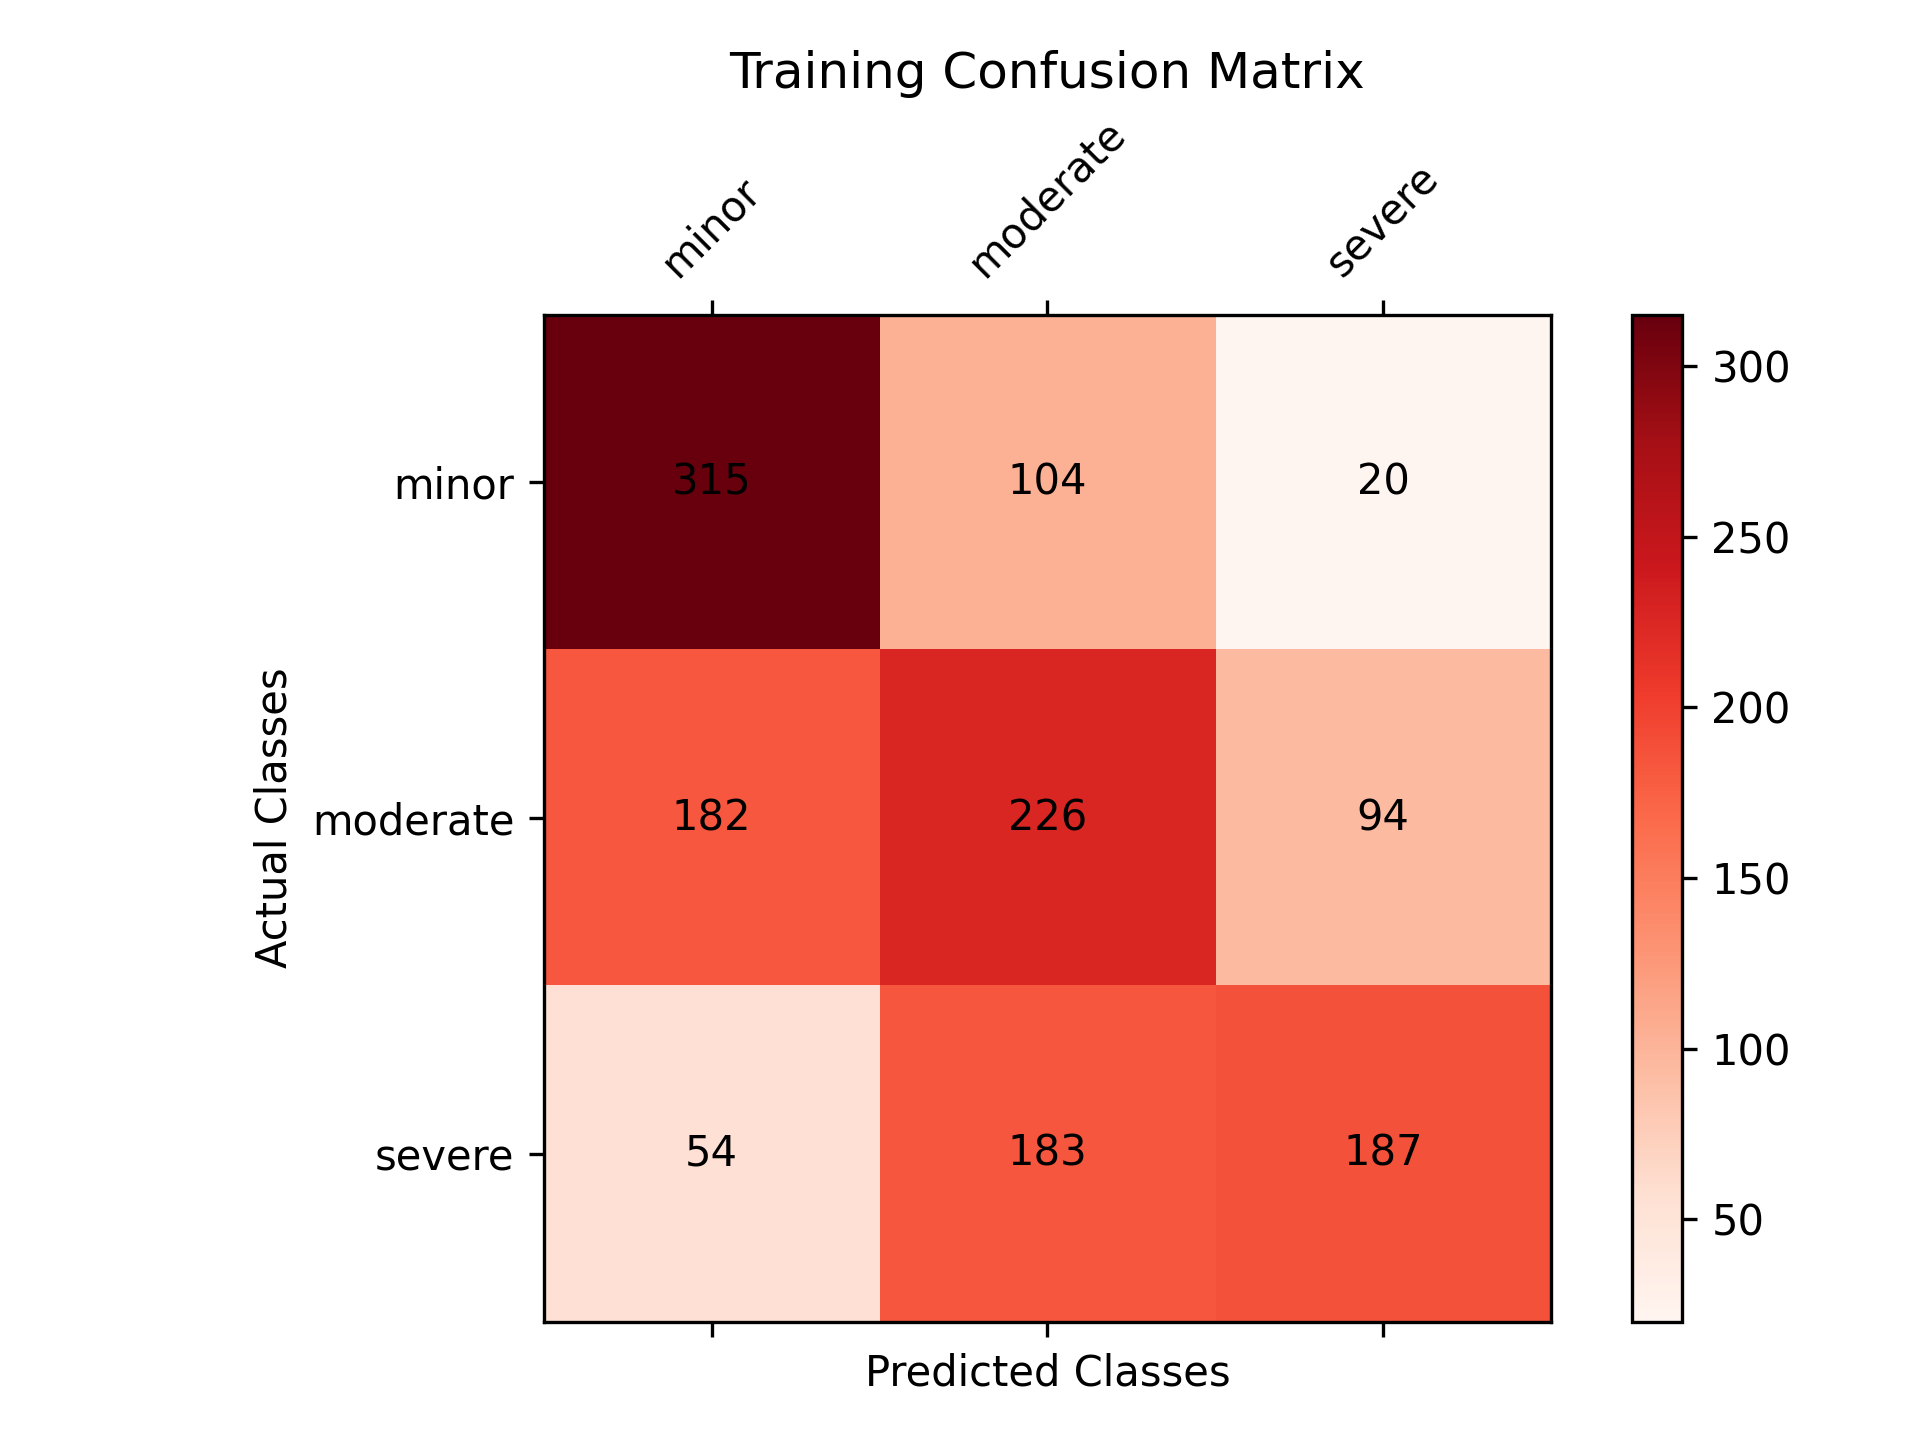 Training Confusion Matrix
minor moderate severe
minor 315 104 20
moderate 182 226 94
severe 54 183 187
Actual Classes
Predicted Classes
300
250
200
150
100
50